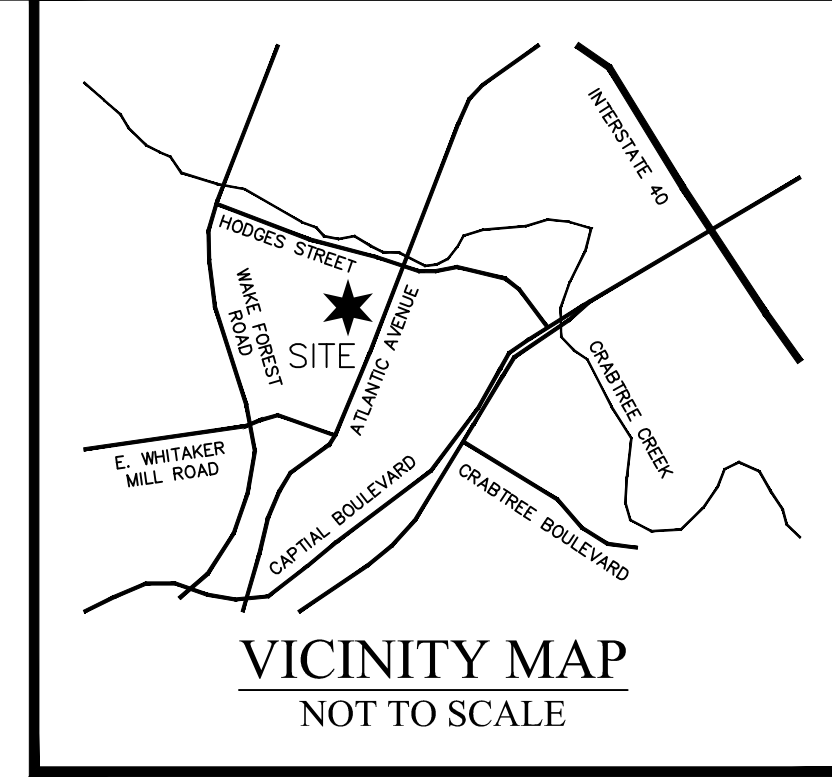 INTERSTATE 40
HODGES STREET
WAKE FOREST
ROAD
SITE
ATLANTIC AVENUE
CRABTREE CREEK
E. WHITAKER
MILL ROAD
CAPTIAL BOULEVARD
CRABTREE BOULEVARD
VICINITY MAP
NOT TO SCALE